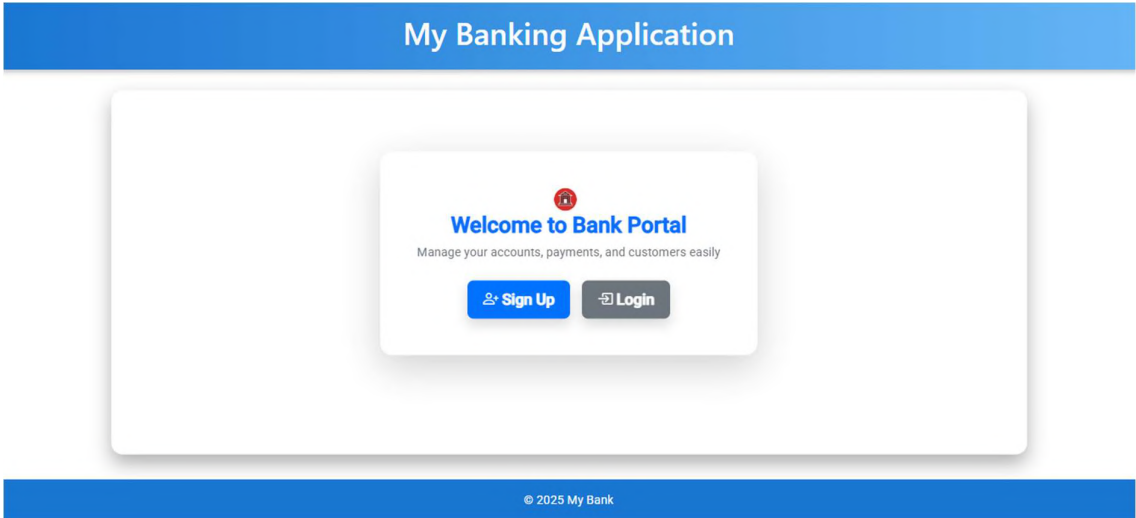 My Banking Application
Welcome to Bank Portal
Manage your accounts, payments, and customers easily
Sign Up Login
© 2025 My Bank